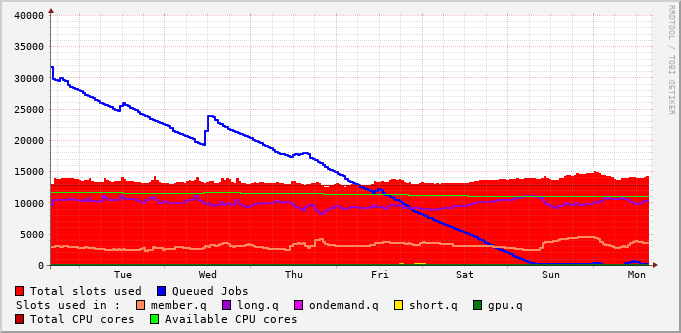 40000
35000
30000
25000
20000
15000
10000
5000
0
Tue Wed Thu Fri Sat Sun Mon
Total slots used Queued Jobs
Slots used in : member.q long.q ondemand.q short.q gpu.q
Total CPU cores Available CPU cores
RRDTOOL / TOBI OETIKER